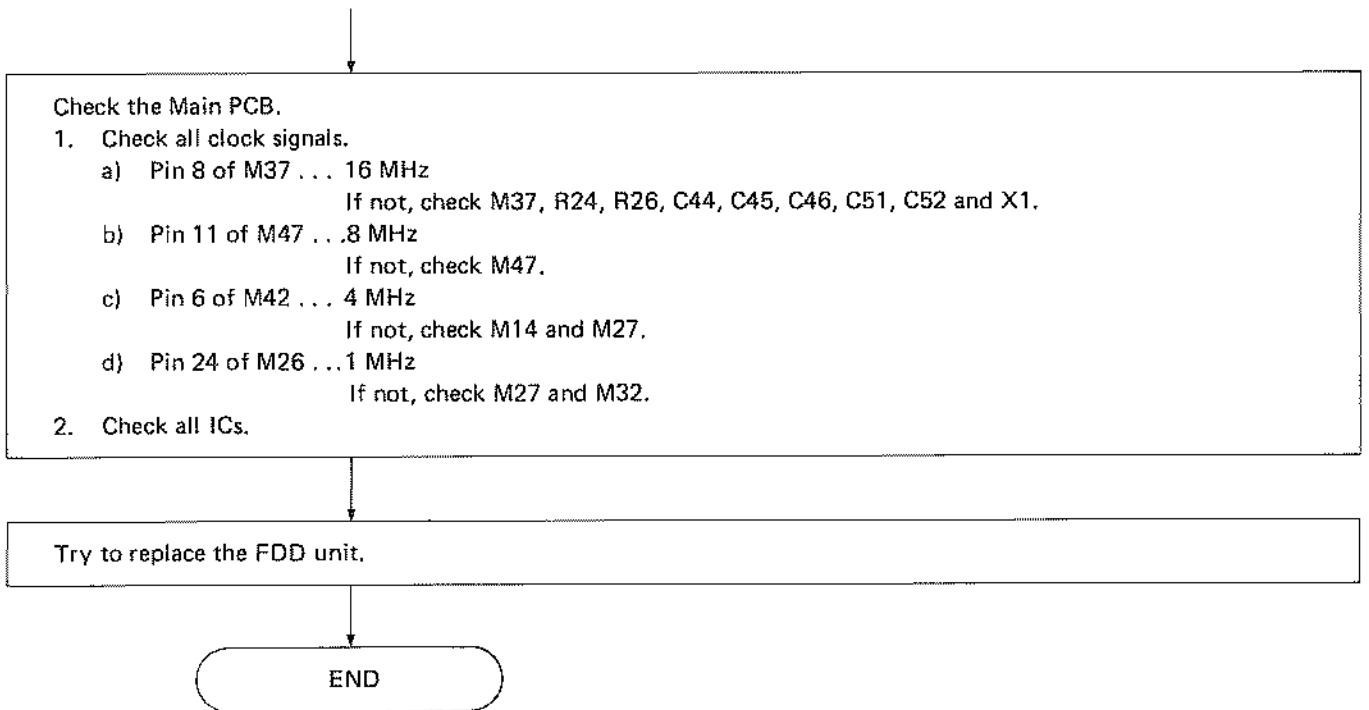 Check the Main PCB.
1. Check all clock signals.
a) Pin 8 of M37 . . . 16 MHz
If not, check M37, R24, R26, C44, C45, C46, C51, C52 and X1.
b) Pin 11 of M47 . . .8 MHz
If not, check M47.
c) Pin 6 of M42 . . . 4 MHz
If not, check M14 and M27.
d) Pin 24 of M26 . . .1 MHz
If not, check M27 and M32.
2. Check all ICs.
Try to replace the FDD unit.
END